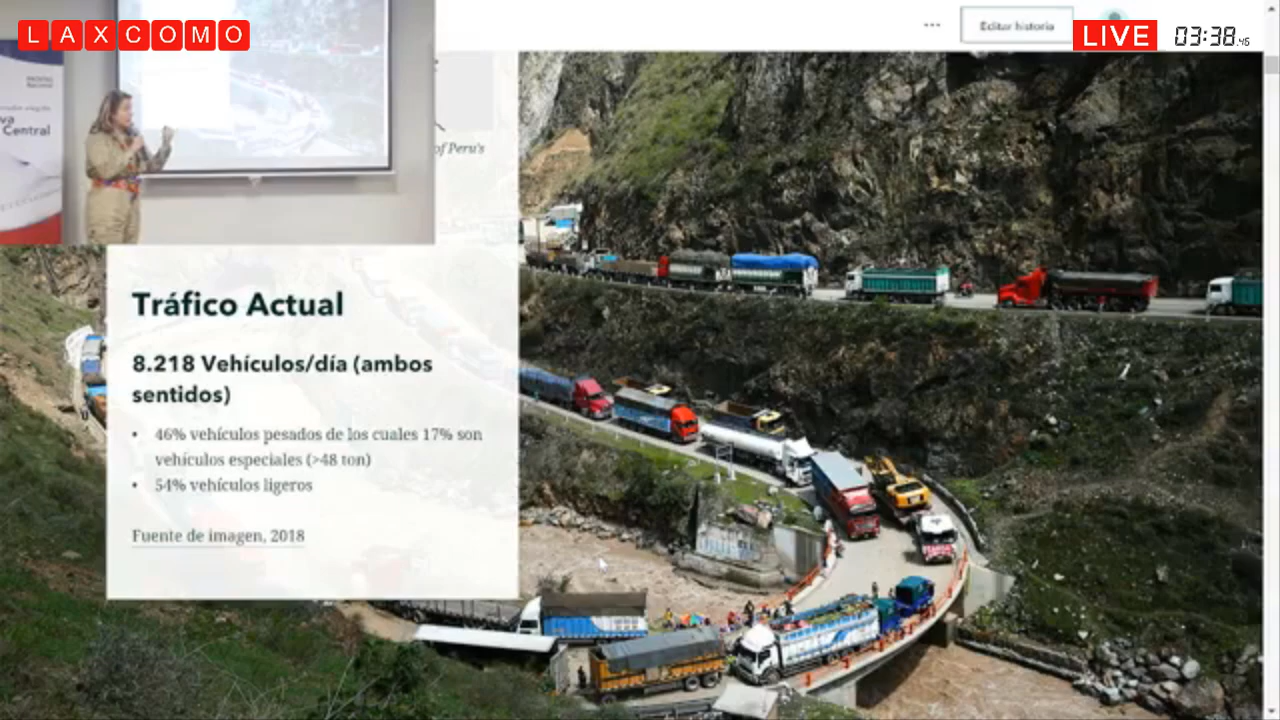 LAXCOMO
Editar historia
LIVE
03:38.46
Central
of Peru's
Tráfico Actual
8.218 Vehículos/día (ambos
sentidos)
• 46% vehículos pesados de los cuales 17% son
vehículos especiales (>48 ton)
• 54% vehículos ligeros
Fuente de imagen, 2018